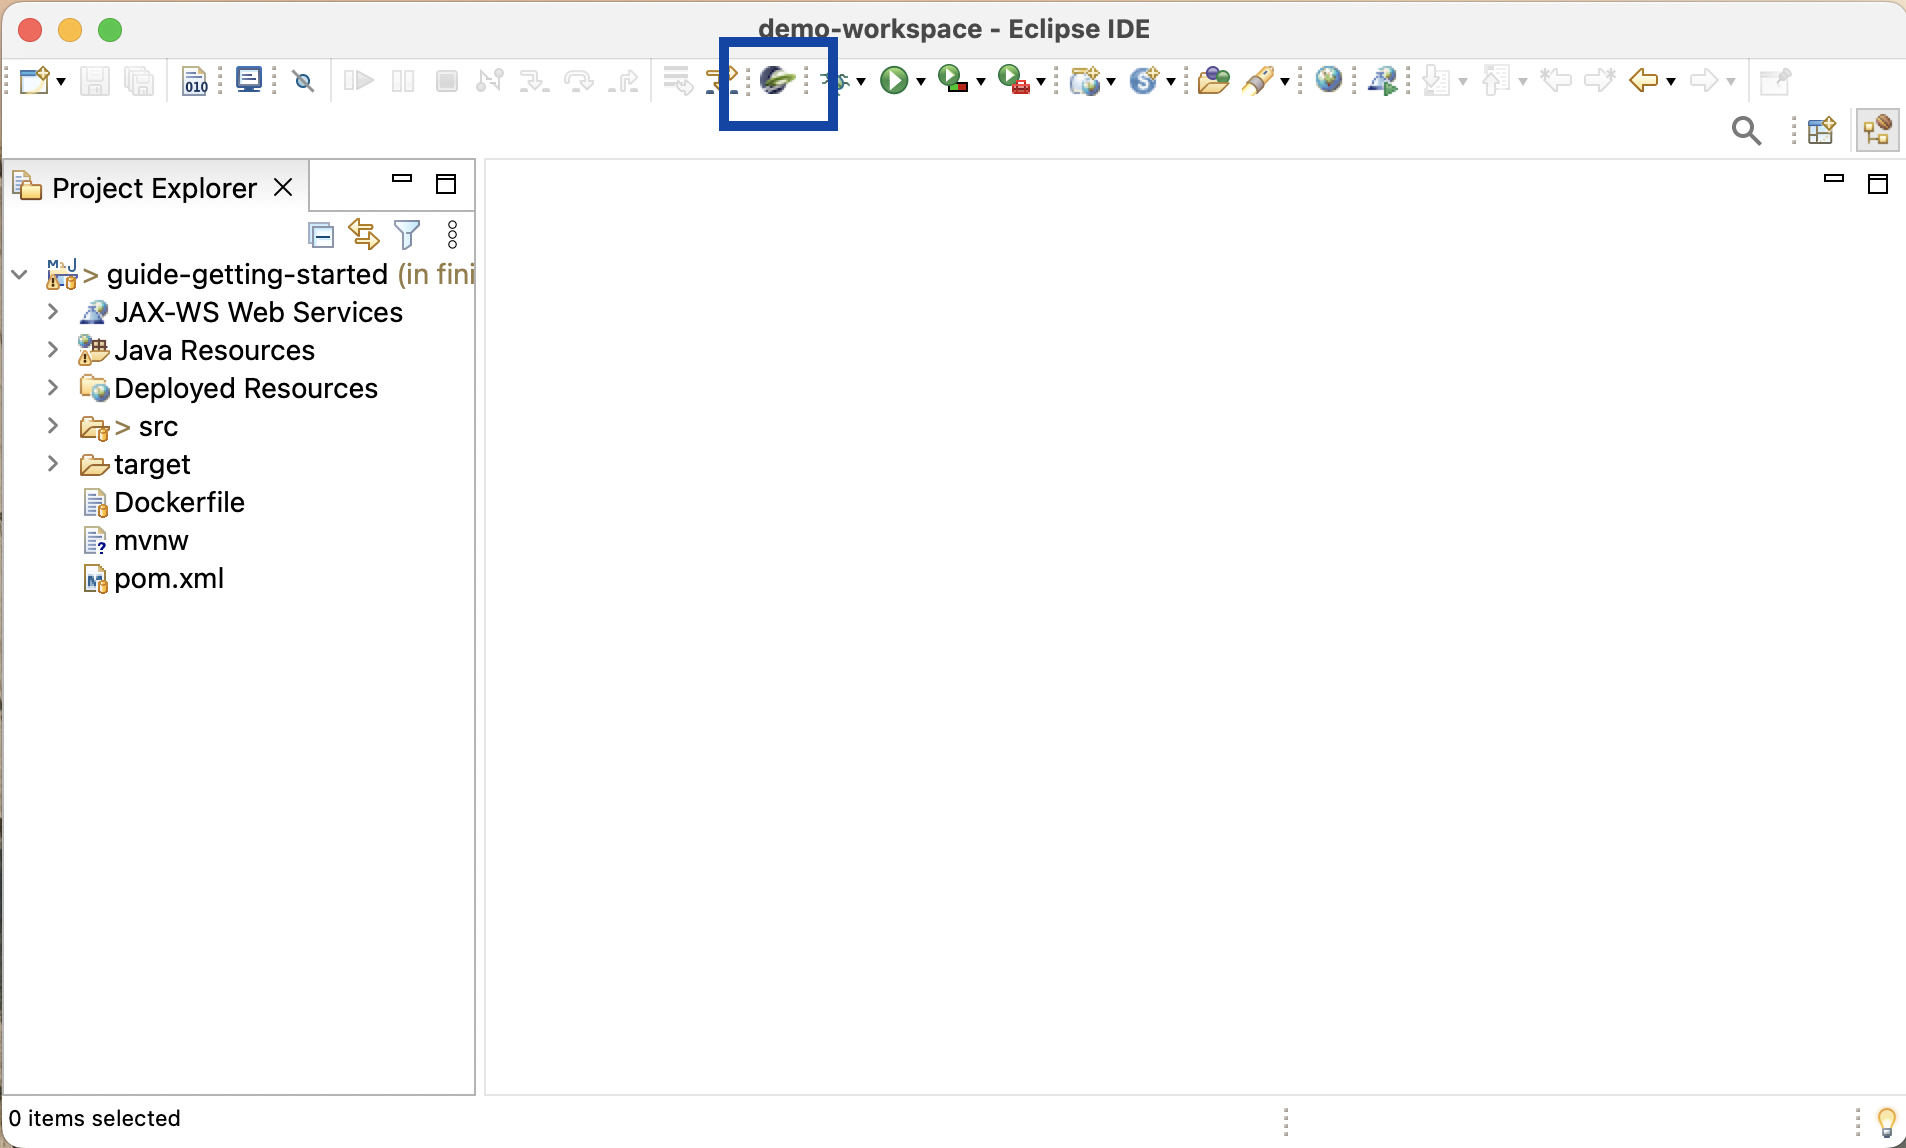 demo-workspace - Eclipse IDE
010
Project Explorer
> guide-getting-started (in fini
JAX-WS Web Services
Java Resources
Deployed Resources
> src
target
Dockerfile
mvnw
pom.xml
0 items selected